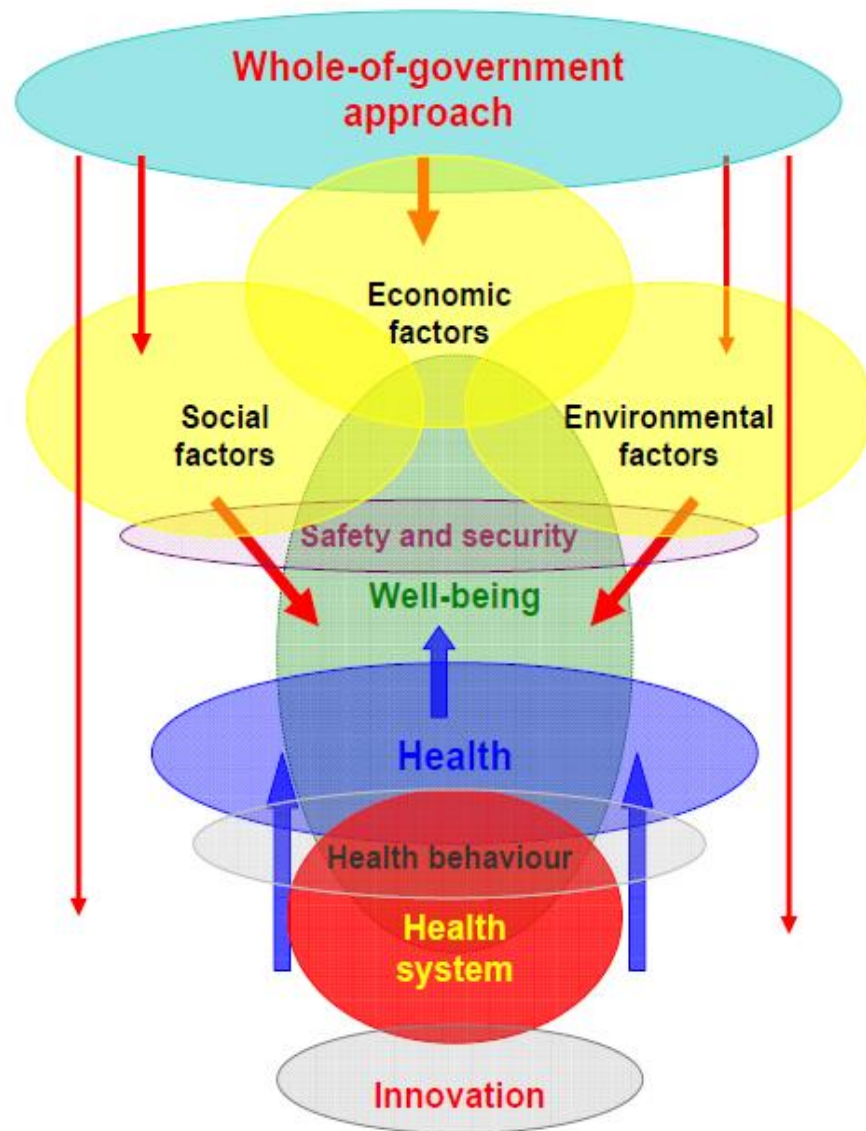 Whole-of-government
approach
Economic
factors
Social
factors
Environmental
factors
Safety and security
Well-being
Health
Health behaviour
Health
system
Innovation